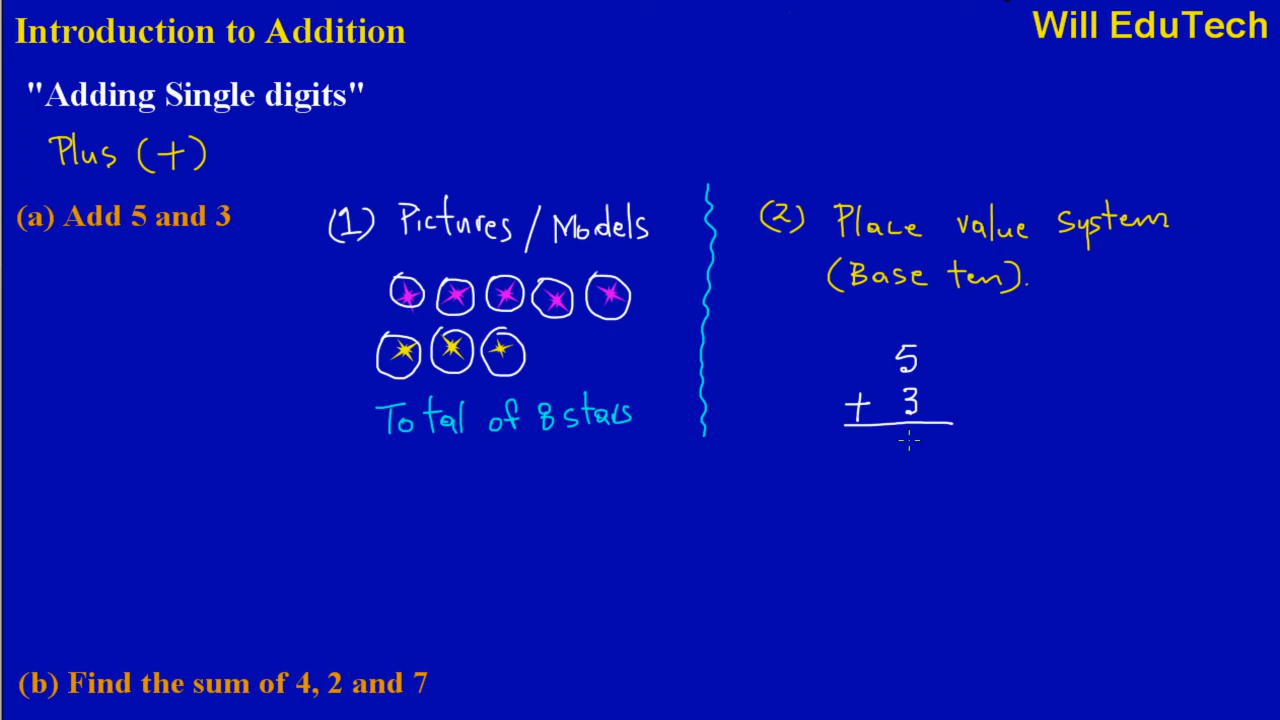 Introduction to Addition
Will EduTech
"Adding Single digits"
Plus (+)
(a) Add 5 and 3
(1) Pictures / Models
Total of 8 stars
(2) Place value system
(Base ten).
5
+ 3
(b) Find the sum of 4, 2 and 7